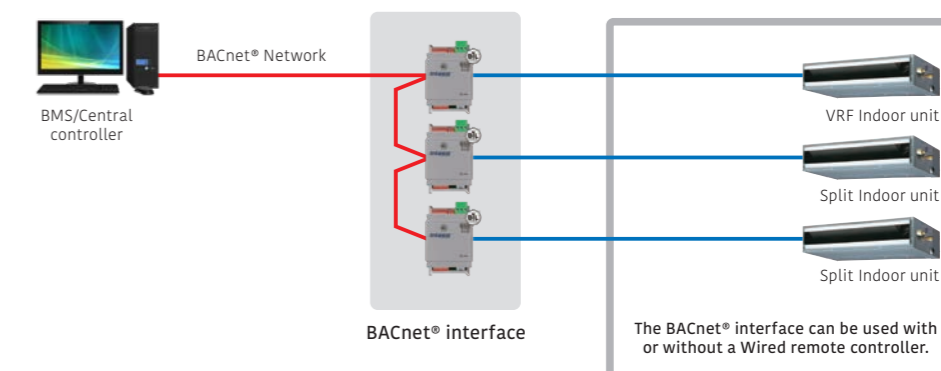 BACnet® Network
BMS/Central
controller
VRF Indoor unit
Split Indoor unit
Split Indoor unit
BACnet® interface
The BACnet® interface can be used with
or without a Wired remote controller.